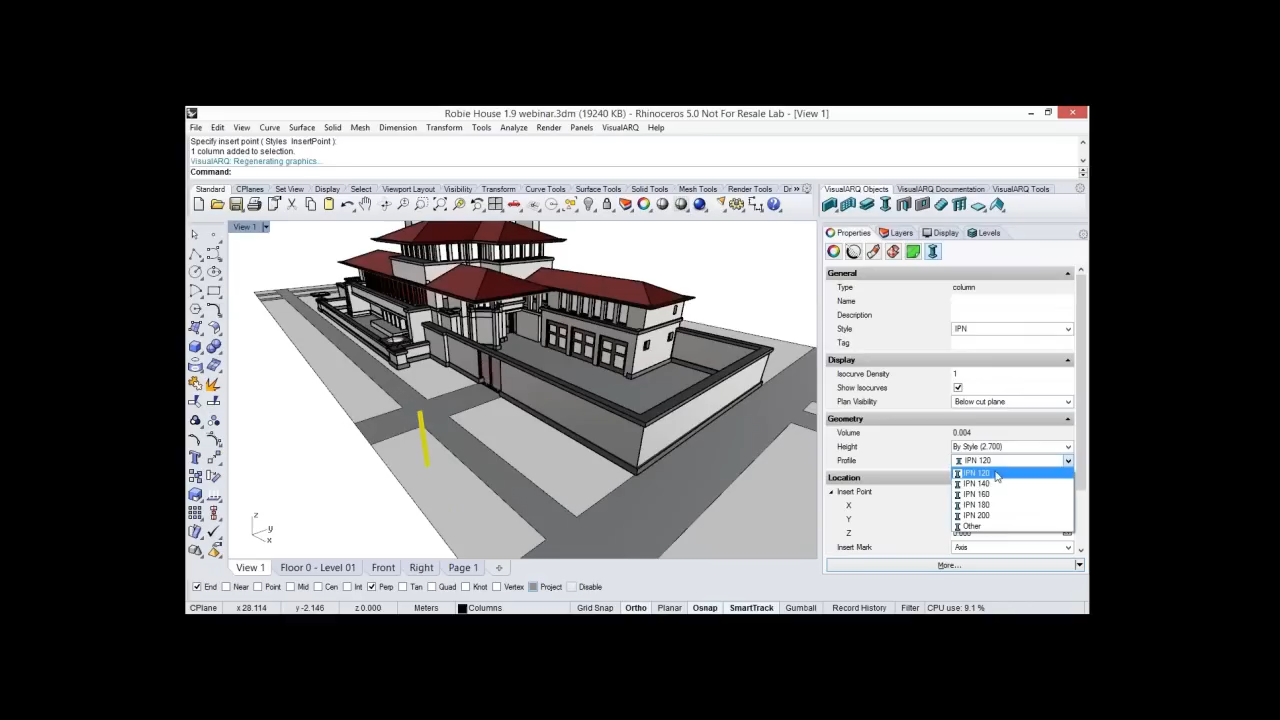 Robie House 1.9 webinar.3dm (19240 KB) - Rhinoceros 5.0 Not For Resale Lab - [View 1]
File Edit View Curve Surface Solid Mesh Dimension Transform Tools Analyze Render Panels VisualARQ Help
Specify insert point ( Styles InsertPoint ):
1 column added to selection.
VisualARQ: Regenerating graphics...
Command:
Standard CPlanes Set View Display Select Viewport Layout Visibility Transform Curve Tools Surface Tools Solid Tools Mesh Tools Render Tools Dr »
VisualARQ Objects VisualARQ Documentation VisualARQ Tools
View 1
Properties Layers Display Levels
General
Type column
Name
Description
Style IPN
Tag
Display
Isocurve Density 1
Show Isocurves
Plan Visibility Below cut plane
Geometry
Volume 0.004
Height By Style (2.700)
Profile IPN 120
IPN 120
IPN 140
IPN 160
IPN 180
IPN 200
Other
Location
Insert Point
X
Y
Z 0.000
Insert Mark Axis
More...
z
y
x
View 1 Floor 0 - Level 01 Front Right Page 1
End Near Point Mid Cen Int Perp Tan Quad Knot Vertex Project Disable
CPlane x 28.114 y -2.146 z 0.000 Meters Columns Grid Snap Ortho Planar Osnap SmartTrack Gumball Record History Filter CPU use: 9.1 %